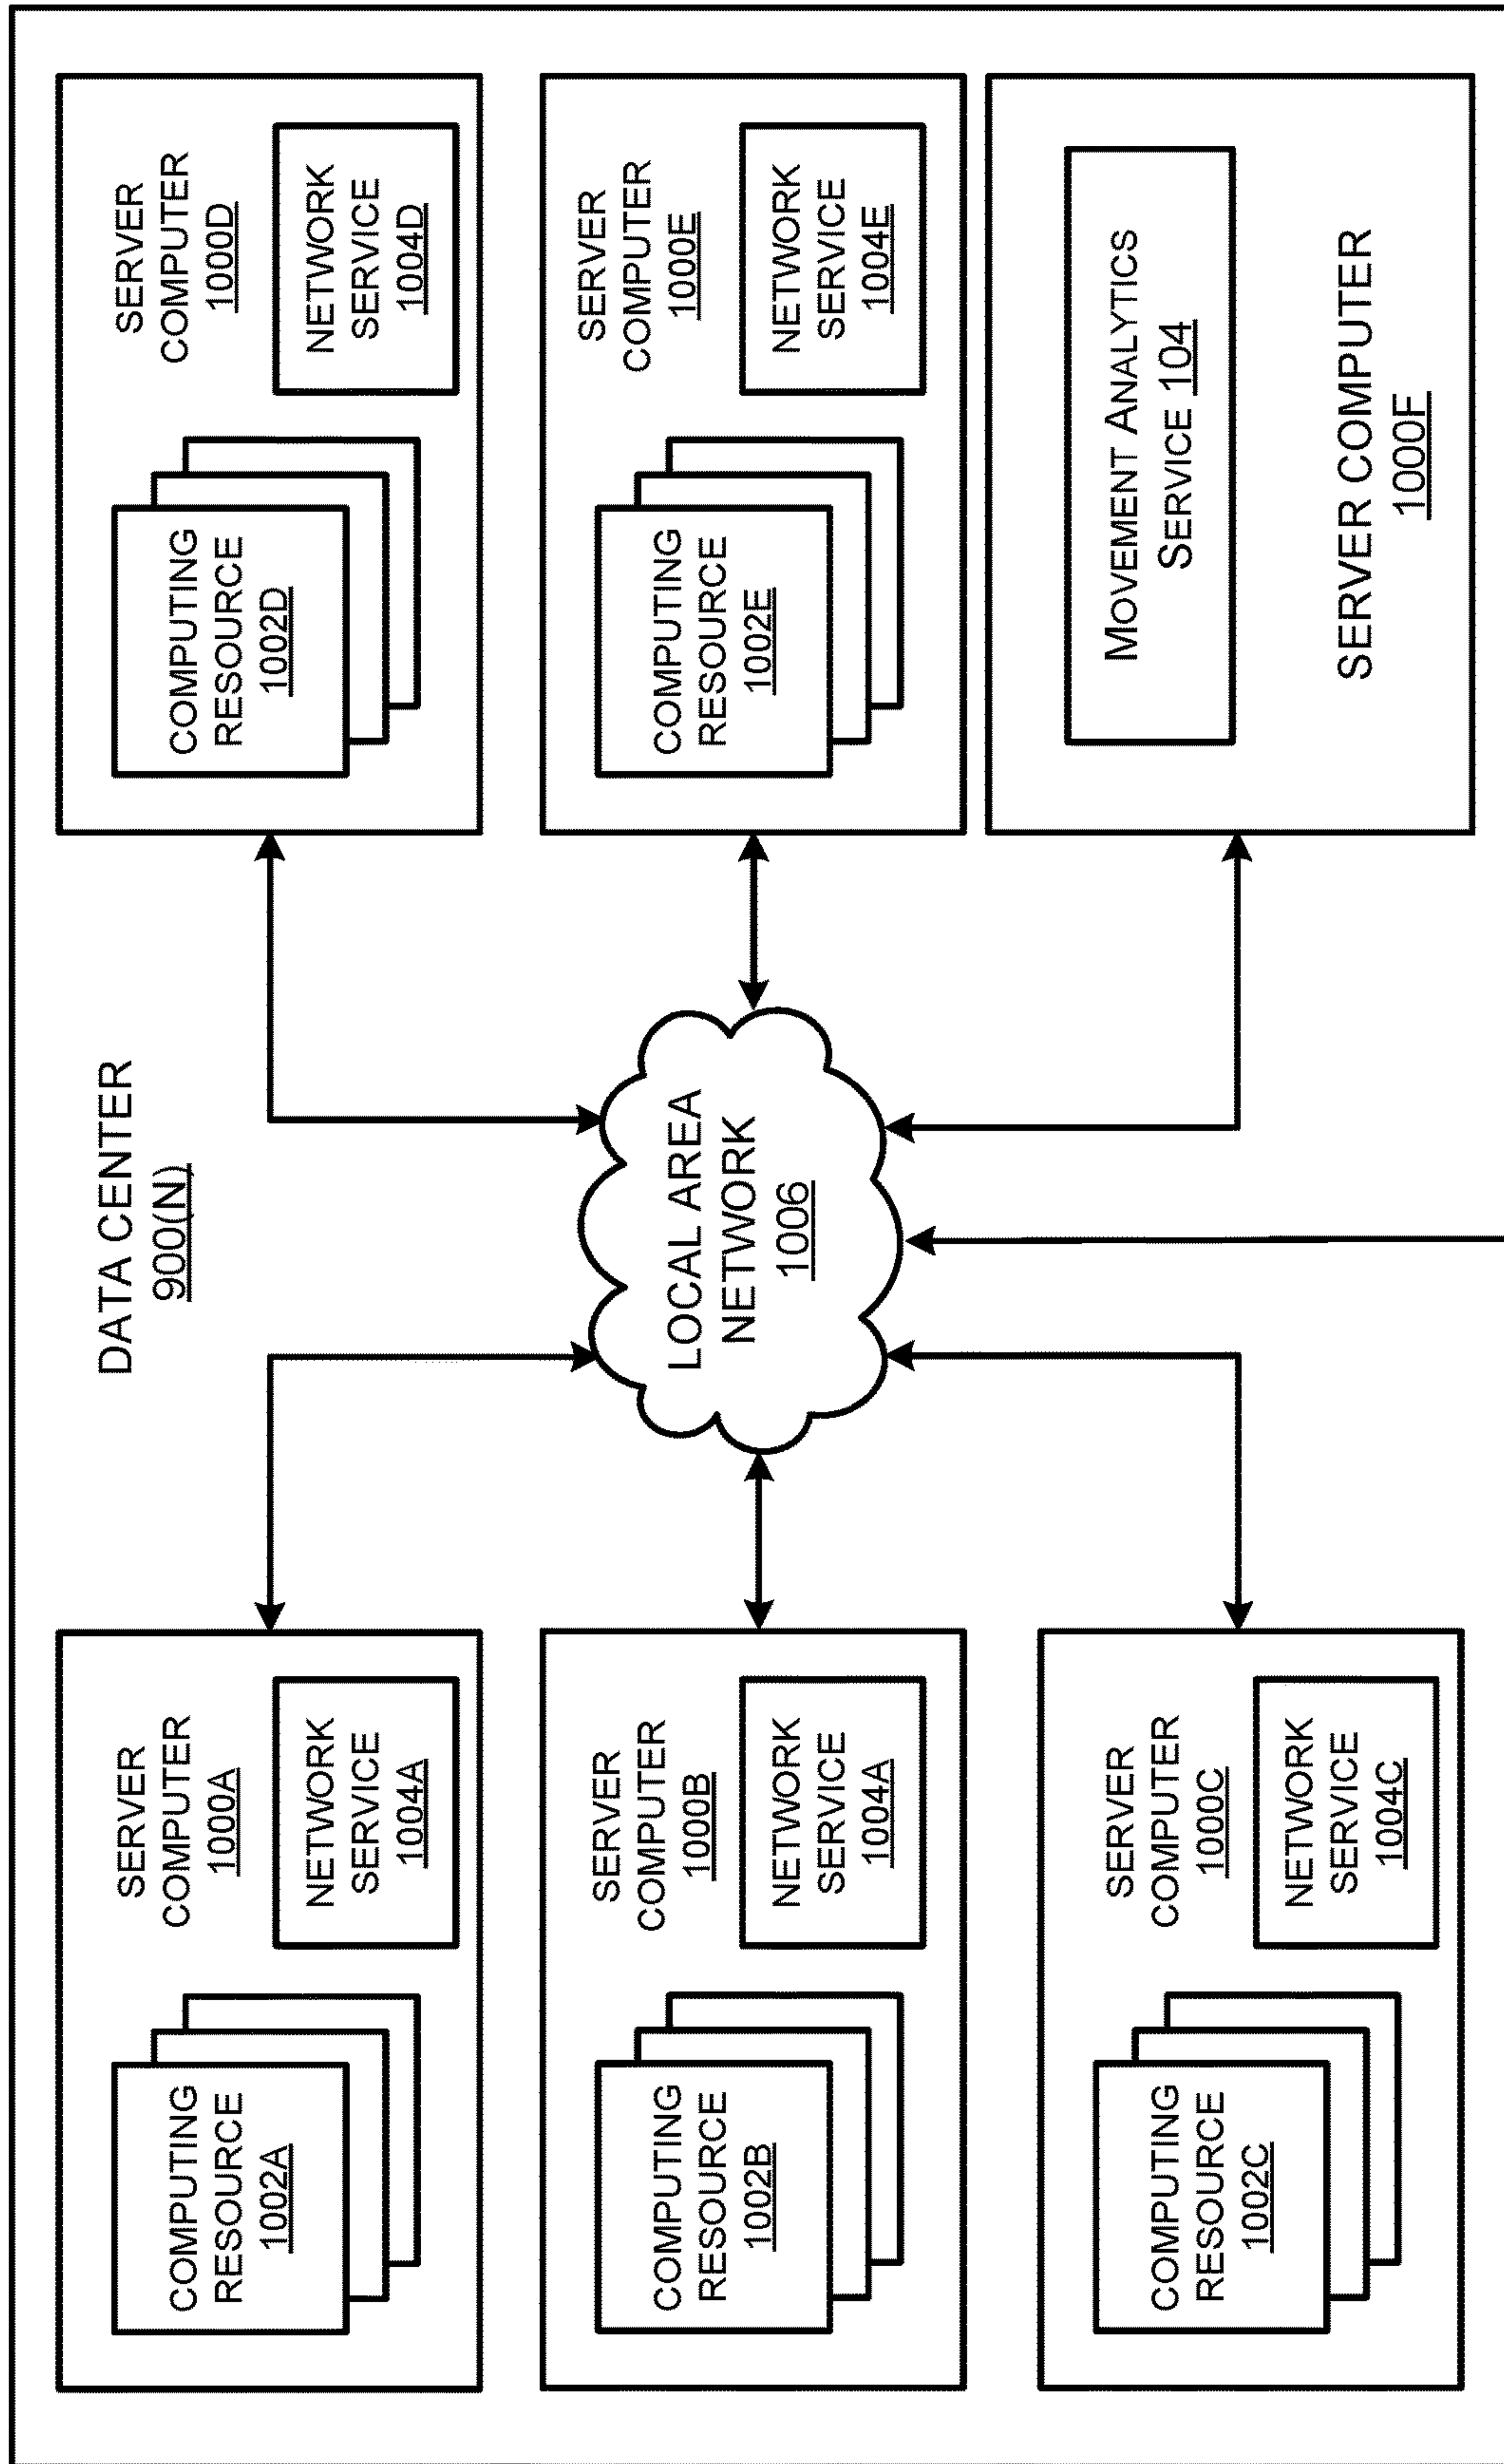 DATA CENTER
900(N)
SERVER
COMPUTER
1000A
COMPUTING
RESOURCE
1002A
NETWORK
SERVICE
1004A
SERVER
COMPUTER
1000B
COMPUTING
RESOURCE
1002B
NETWORK
SERVICE
1004A
SERVER
COMPUTER
1000C
COMPUTING
RESOURCE
1002C
NETWORK
SERVICE
1004C
LOCAL AREA
NETWORK
1006
SERVER
COMPUTER
1000D
COMPUTING
RESOURCE
1002D
NETWORK
SERVICE
1004D
SERVER
COMPUTER
1000E
COMPUTING
RESOURCE
1002E
NETWORK
SERVICE
1004E
MOVEMENT ANALYTICS
SERVICE 104
SERVER COMPUTER
1000F